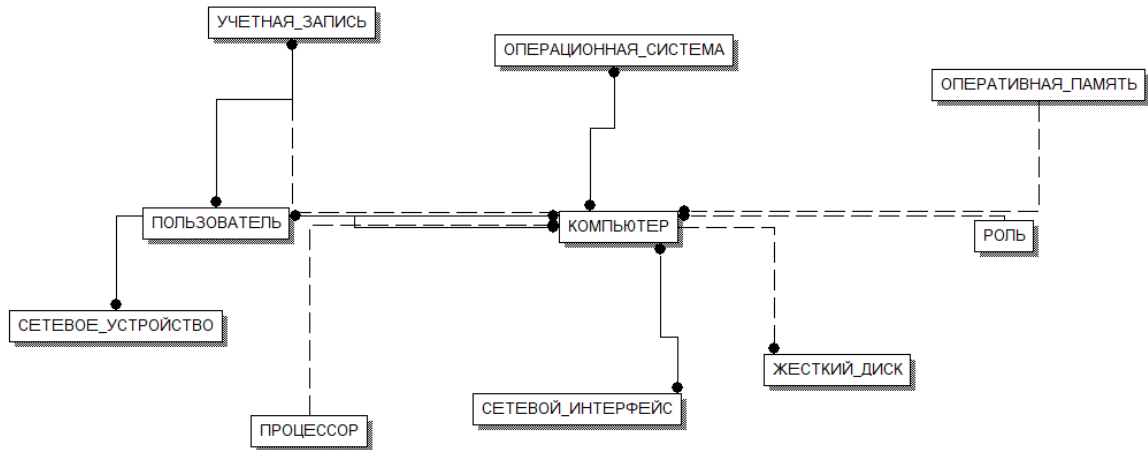 УЧЕТНАЯ_ЗАПИСЬ
ОПЕРАЦИОННАЯ_СИСТЕМА
ОПЕРАТИВНАЯ_ПАМЯТЬ
ПОЛЬЗОВАТЕЛЬ
КОМПЬЮТЕР
РОЛЬ
СЕТЕВОЕ_УСТРОЙСТВО
ЖЕСТКИЙ_ДИСК
СЕТЕВОЙ_ИНТЕРФЕЙС
ПРОЦЕССОР